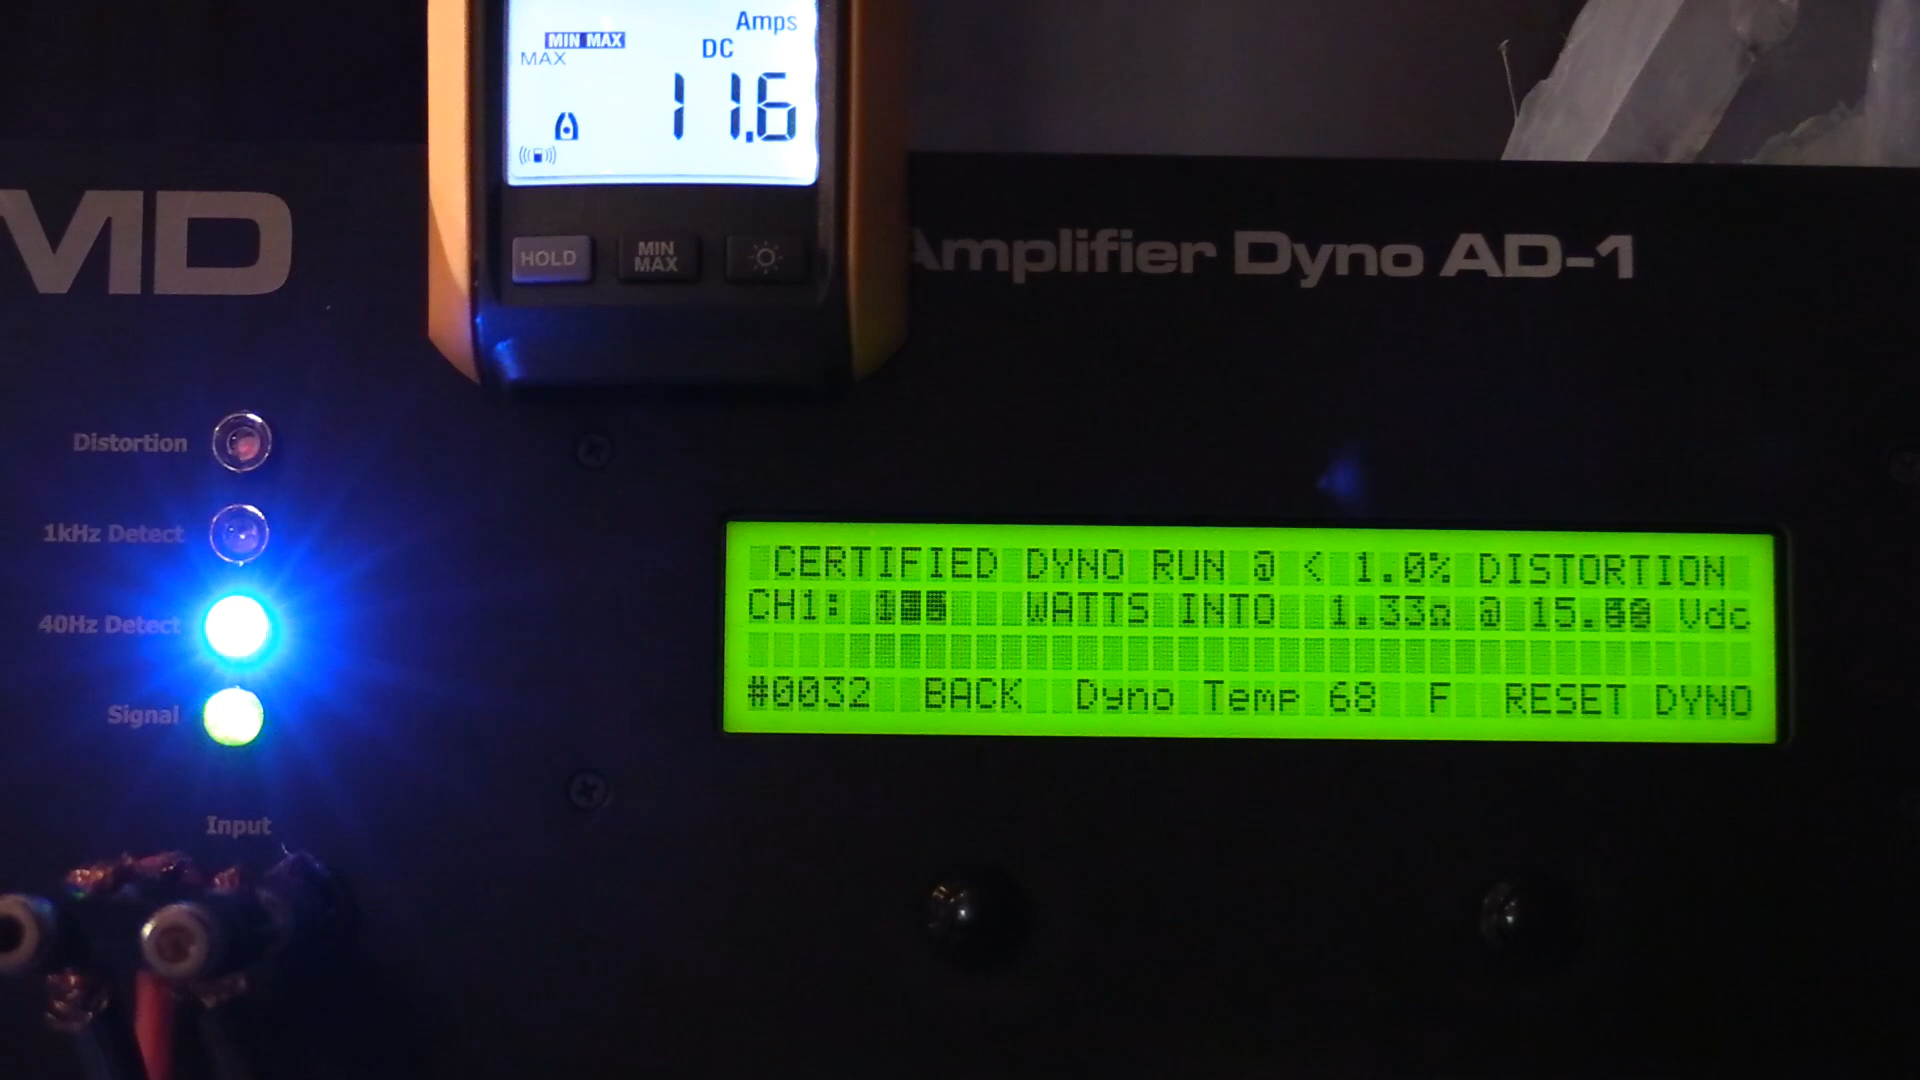 Amps
MIN MAX
DC
MAX
11.6
HOLD
MIN
MAX
MD
Amplifier Dyno AD-1
Distortion
1kHz Detect
40Hz Detect
Signal
Input
CERTIFIED DYNO RUN @ < 1.0% DISTORTION
CH1: WATTS INTO 1.33Ω @ Vdc
#0032 BACK Dyno Temp 68 F RESET DYNO